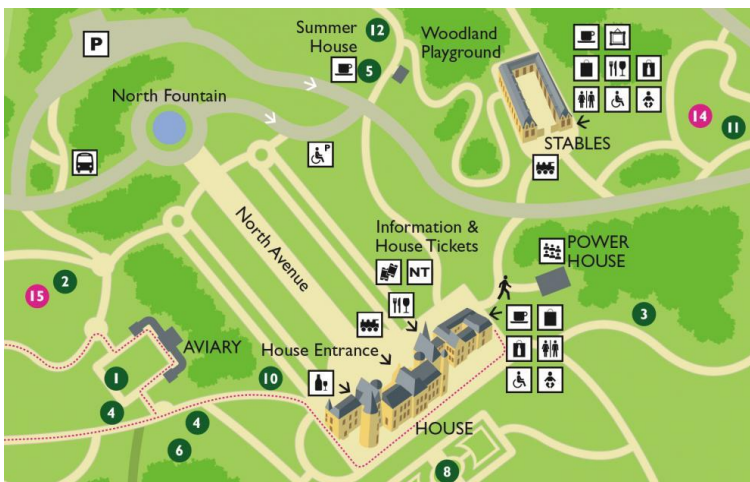 Summer
House
12
5
Woodland
Playground
P
North Fountain
P
STABLES
14
11
North Avenue
Information &
House Tickets
NT
POWER
HOUSE
2
15
3
AVIARY
House Entrance
1
10
4
4
6
HOUSE
8